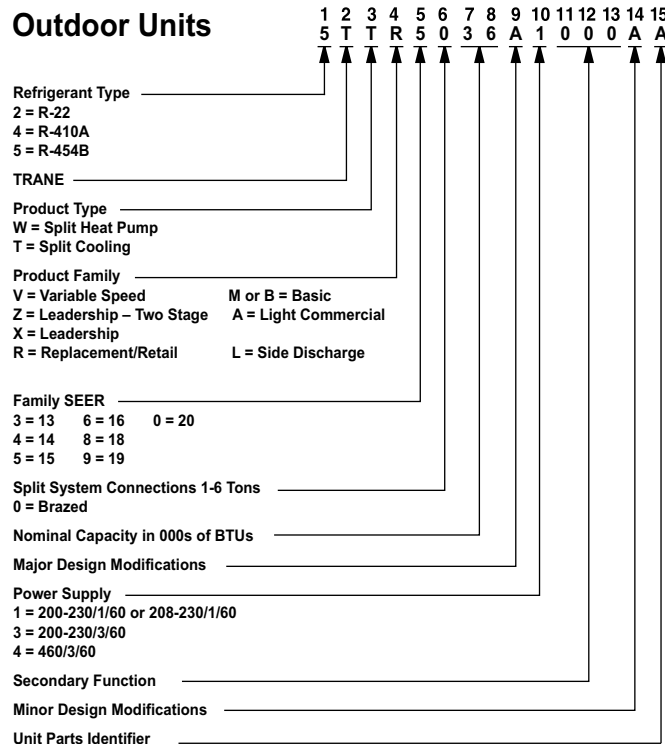 Outdoor Units
1 2 3 4 5 6 7 8 9 10 11 12 13 14 15
5 T T R 5 0 3 6 A 1 0 0 0 A A
Refrigerant Type
2 = R-22
4 = R-410A
5 = R-454B
TRANE
Product Type
W = Split Heat Pump
T = Split Cooling
Product Family
V = Variable Speed M or B = Basic
Z = Leadership – Two Stage A = Light Commercial
X = Leadership
R = Replacement/Retail L = Side Discharge
Family SEER
3 = 13 6 = 16 0 = 20
4 = 14 8 = 18
5 = 15 9 = 19
Split System Connections 1-6 Tons
0 = Brazed
Nominal Capacity in 000s of BTUs
Major Design Modifications
Power Supply
1 = 200-230/1/60 or 208-230/1/60
3 = 200-230/3/60
4 = 460/3/60
Secondary Function
Minor Design Modifications
Unit Parts Identifier